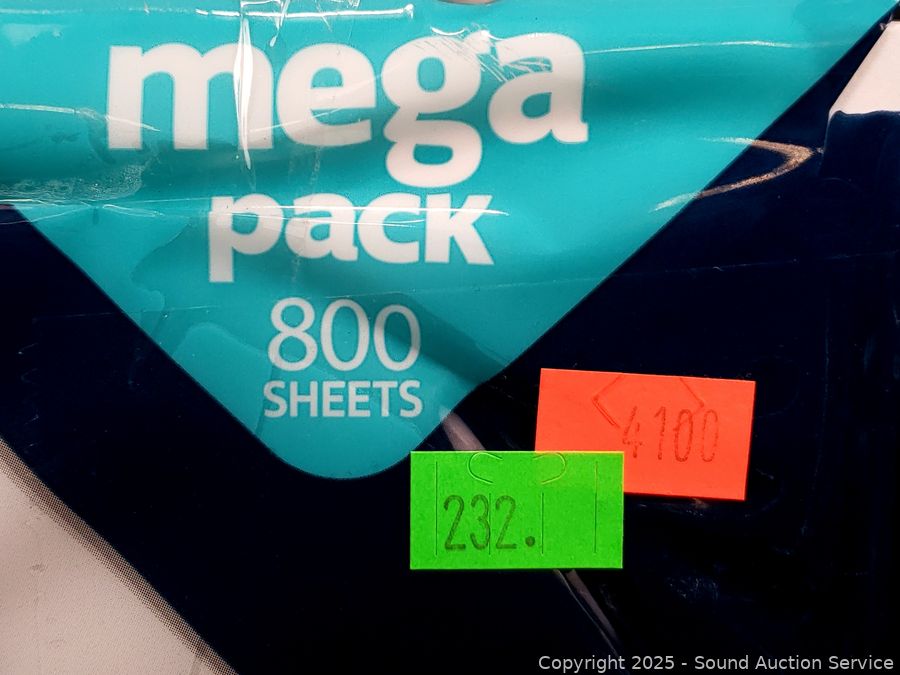 mega
pack
800
SHEETS
4100
232.
Copyright 2025 - Sound Auction Service